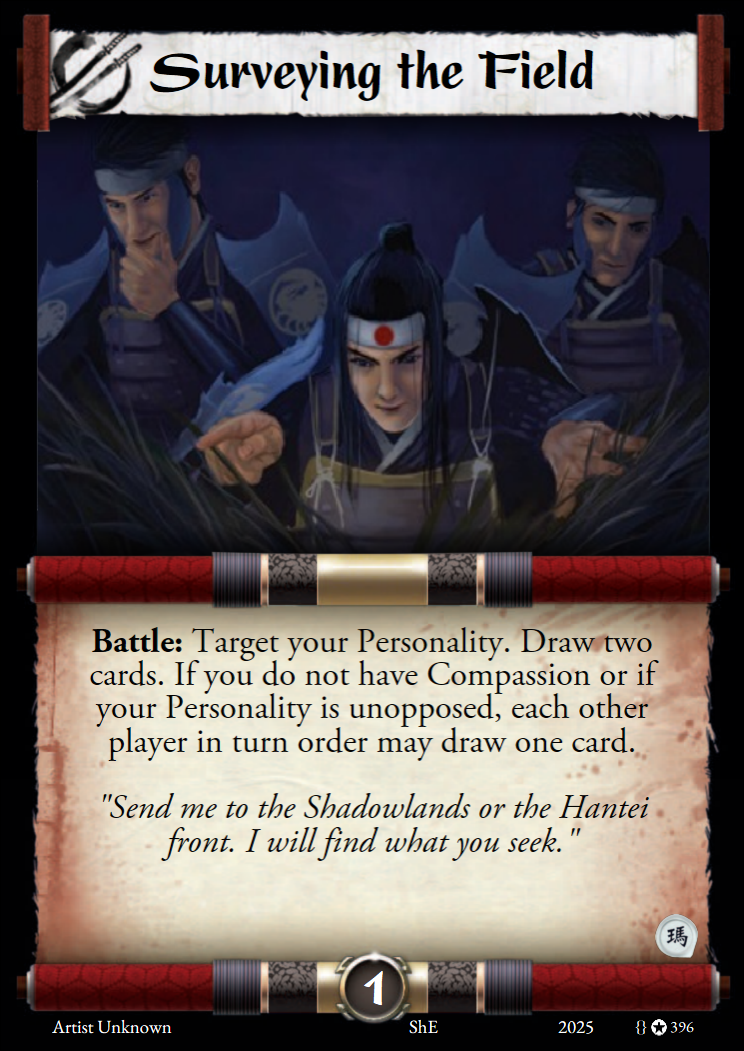 Surveying the Field
Battle: Target your Personality. Draw two
cards. If you do not have Compassion or if
your Personality is unopposed, each other
player in turn order may draw one card.
"Send me to the Shadowlands or the Hantei
front. I will find what you seek."
瑪
1
Artist Unknown ShE 2025 {} 396